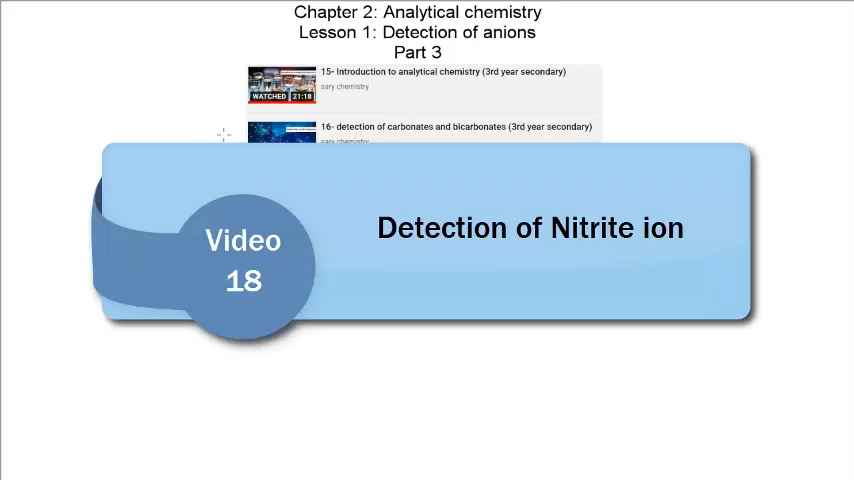 Chapter 2: Analytical chemistry
Lesson 1: Detection of anions
Part 3
15- Introduction to analytical chemistry (3rd year secondary)
sary chemistry
WATCHED 21:18
16- detection of carbonates and bicarbonates (3rd year secondary)
sary chemistry
Video
18
Detection of Nitrite ion